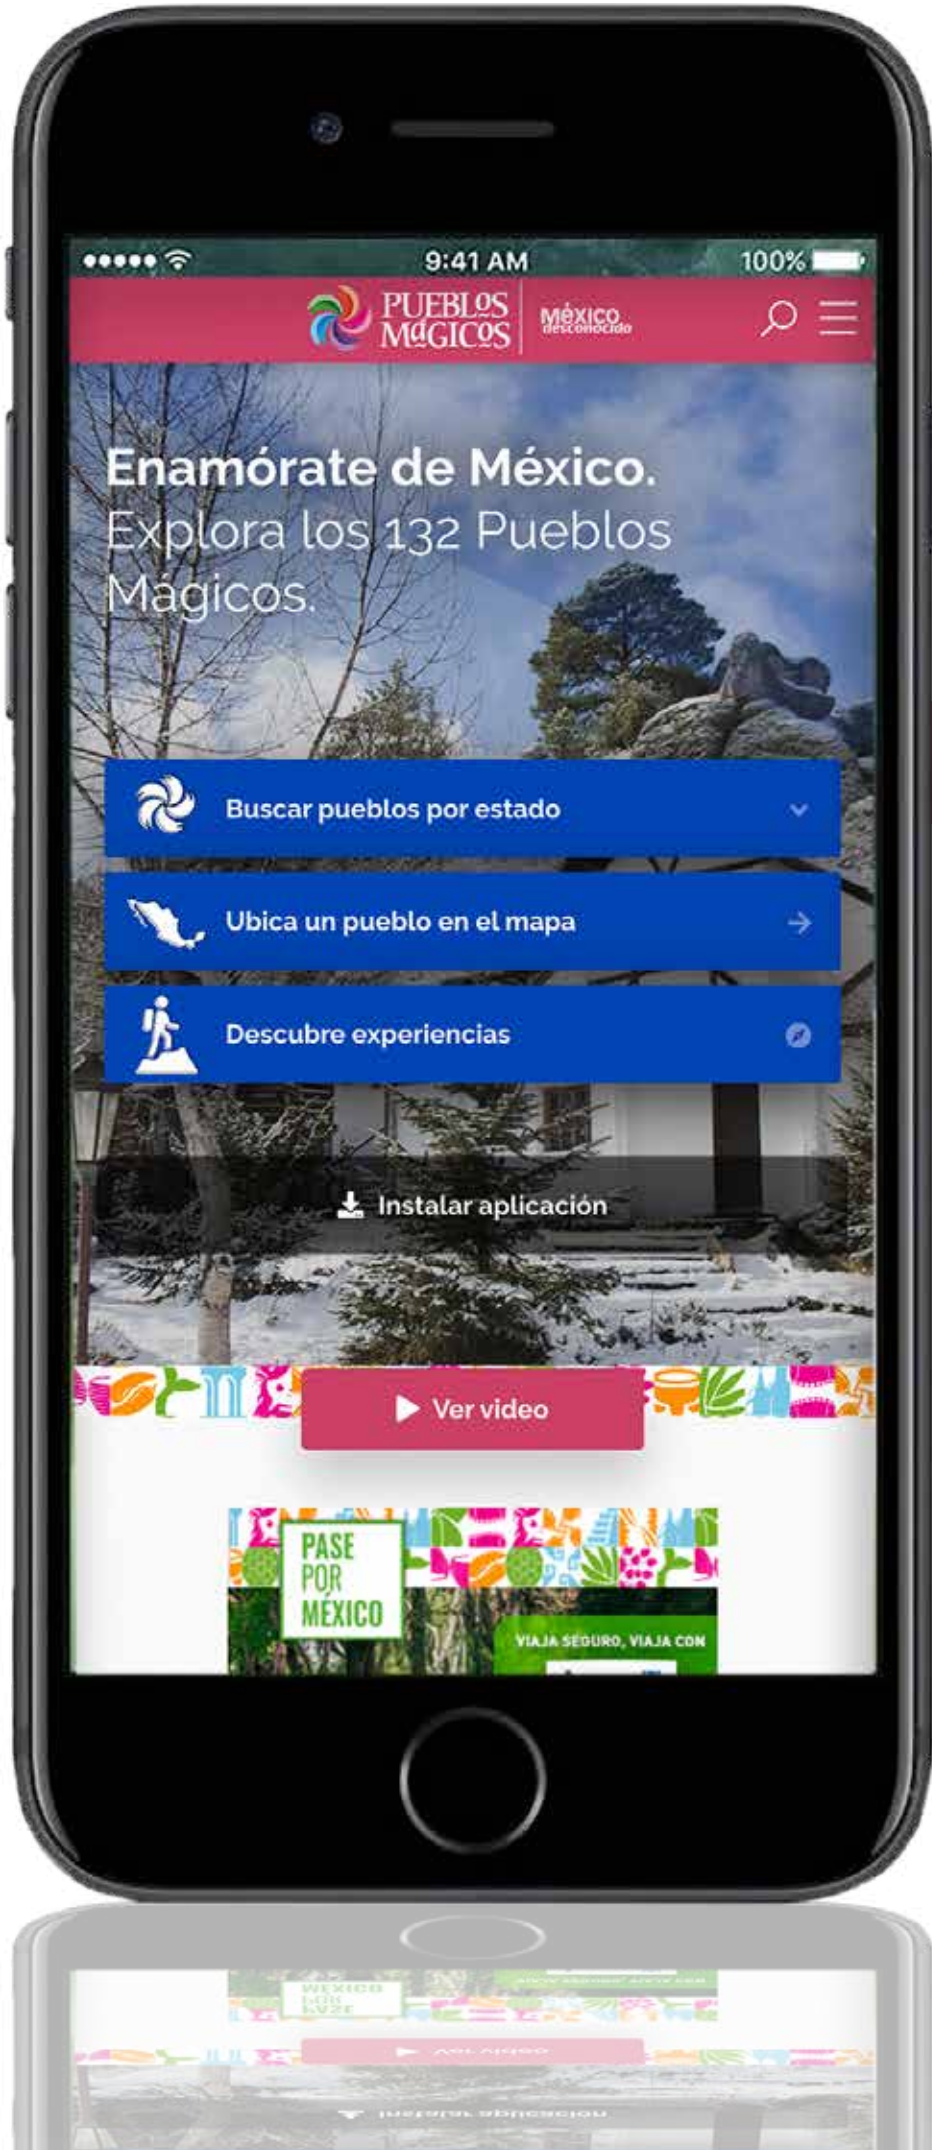 9:41 AM
100%
PUEBLOS
MáGICOS
México
desconocido
Enamórate de México.
Explora los 132 Pueblos
Mágicos.
Buscar pueblos por estado
Ubica un pueblo en el mapa
Descubre experiencias
Instalar aplicación
Ver video
PASE
POR
MÉXICO
VIAJA SEGURO, VIAJA CON